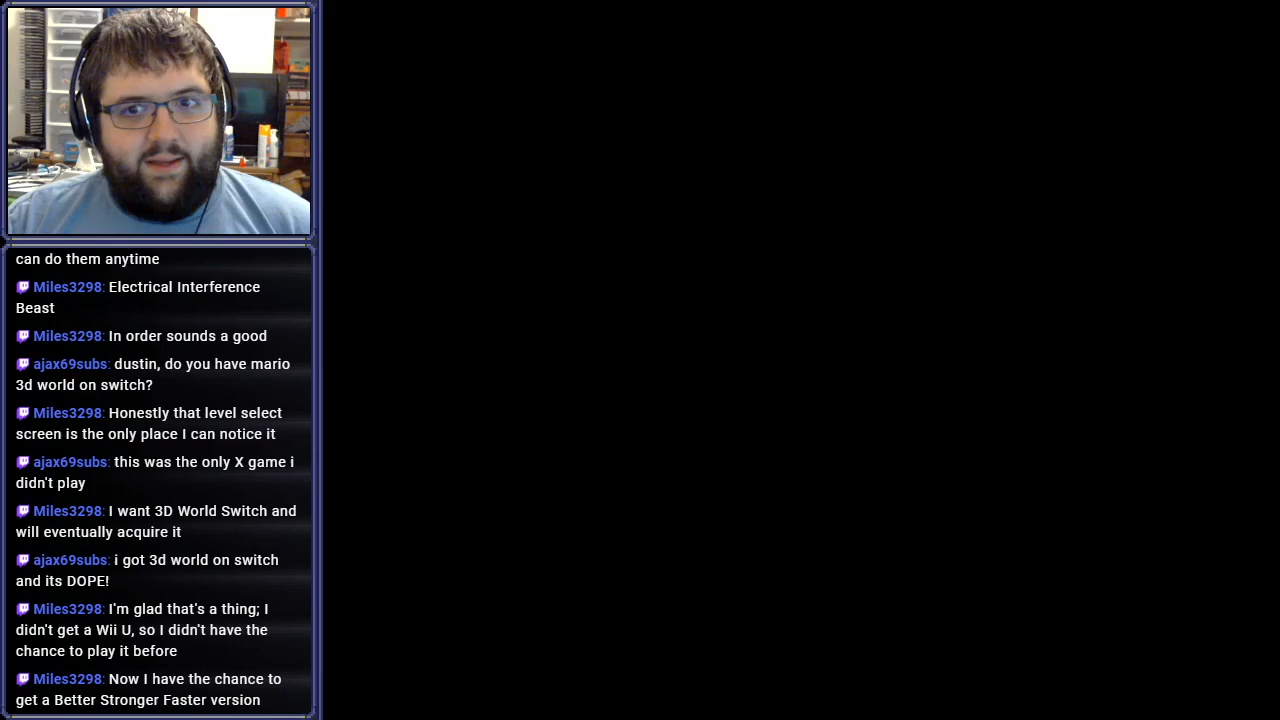 can do them anytime
Miles3298: Electrical Interference
Beast
Miles3298: In order sounds a good
ajax69subs: dustin, do you have mario
3d world on switch?
Miles3298: Honestly that level select
screen is the only place I can notice it
ajax69subs: this was the only X game i
didn't play
Miles3298: I want 3D World Switch and
will eventually acquire it
ajax69subs: i got 3d world on switch
and its DOPE!
Miles3298: I'm glad that's a thing; I
didn't get a Wii U, so I didn't have the
chance to play it before
Miles3298: Now I have the chance to
get a Better Stronger Faster version